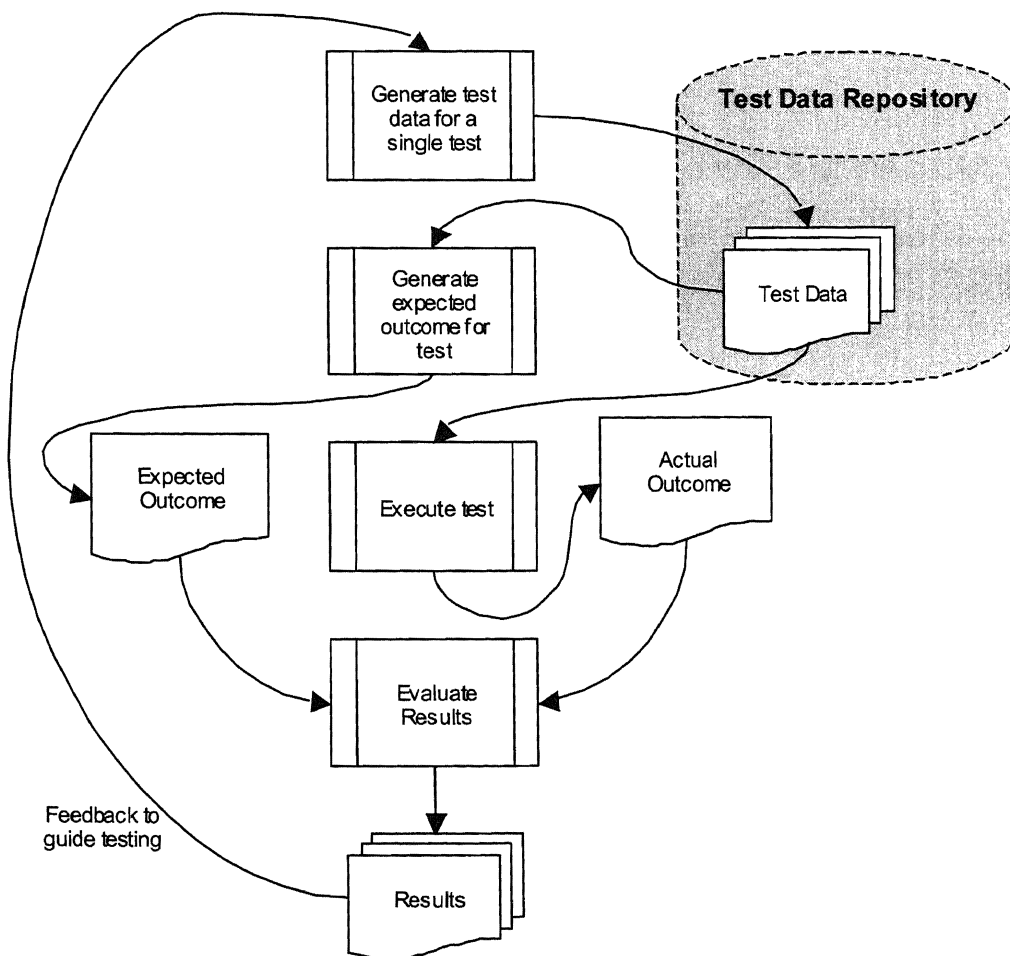 Generate test
data for a
single test
Test Data Repository
Generate
expected
outcome for
test
Test Data
Expected
Outcome
Execute test
Actual
Outcome
Evaluate
Results
Feedback to
guide testing
Results